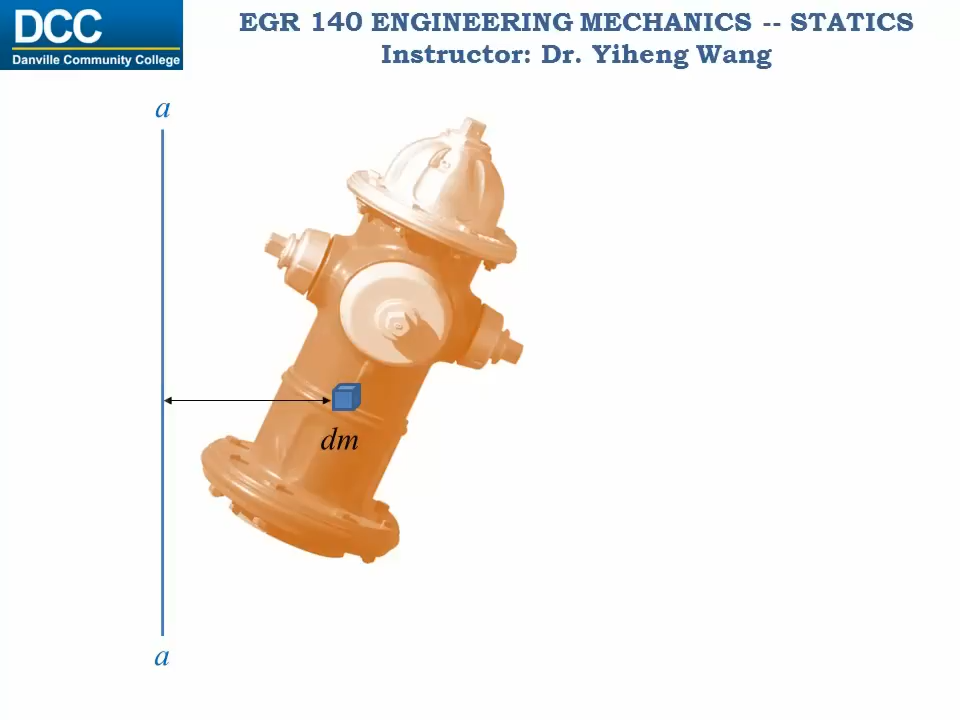 DCC
Danville Community College
EGR 140 ENGINEERING MECHANICS -- STATICS
Instructor: Dr. Yiheng Wang
a
dm
a